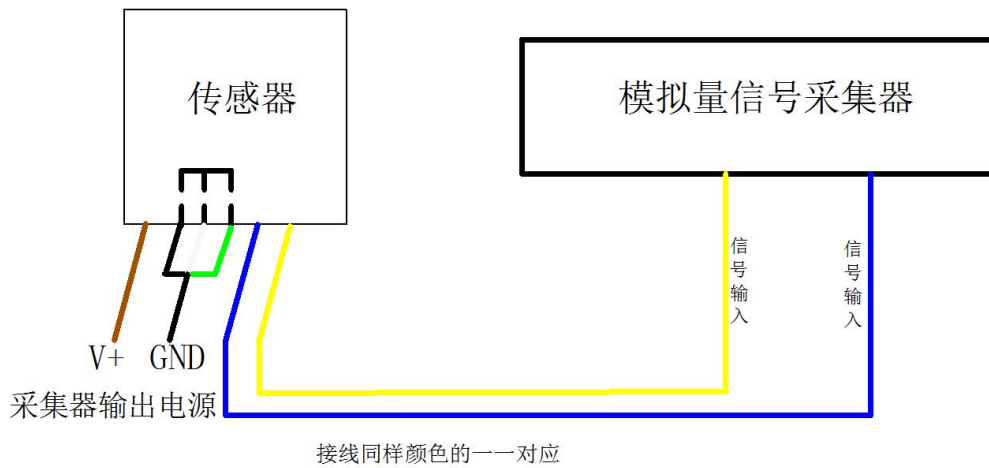 传感器
模拟量信号采集器
信号输入
信号输入
V+ GND
采集器输出电源
接线同样颜色的一一对应